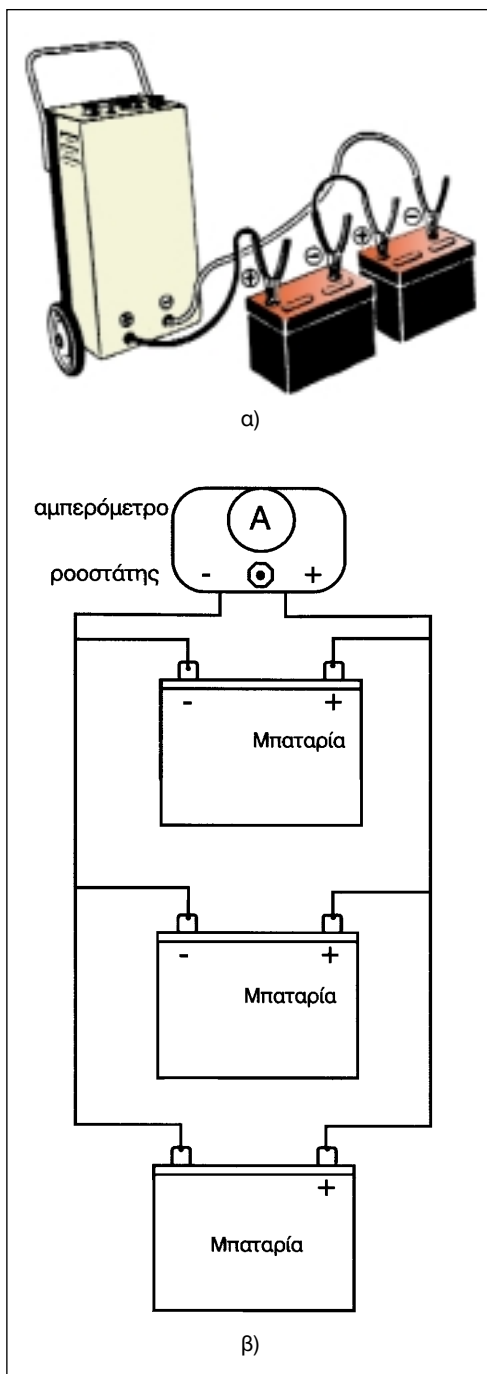 + -
+ - + -
α)
αμπερόμετρο A
ροοστάτης - +
- +
Μπαταρία
- +
Μπαταρία
+
Μπαταρία
β)